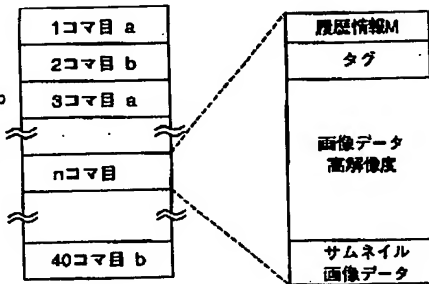 1コマ目 a
2コマ目 b
3コマ目 a
nコマ目
40コマ目 b
履歴情報M
タグ
画像データ
高解像度
サムネイル
画像データ